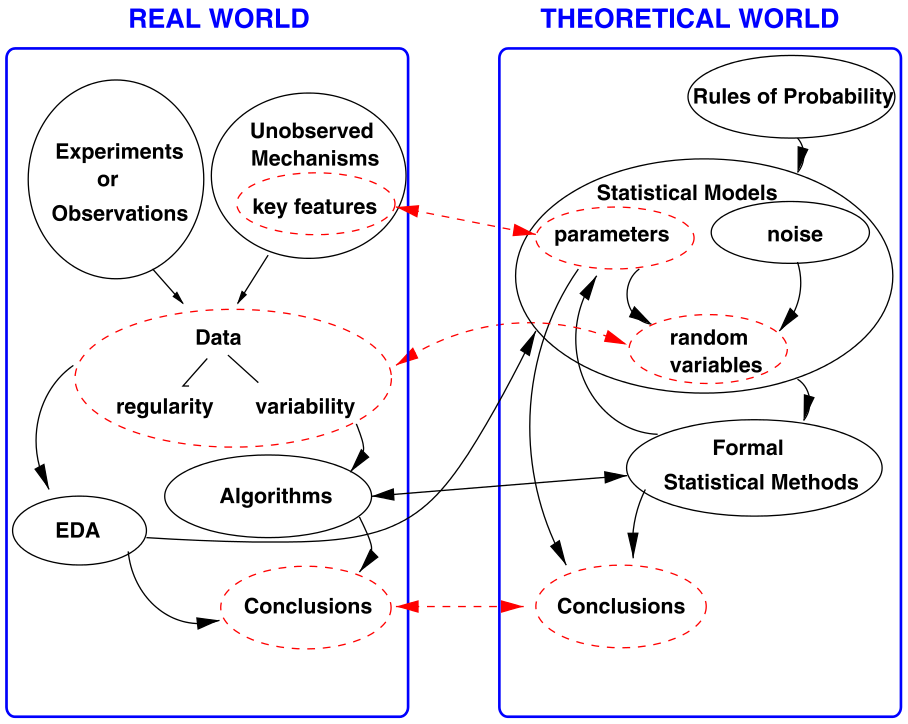 REAL WORLD
Experiments
or
Observations
Unobserved
Mechanisms
key features
Data
regularity
variability
Algorithms
EDA
Conclusions
THEORETICAL WORLD
Rules of Probability
Statistical Models
parameters
noise
random
variables
Formal
Statistical Methods
Conclusions